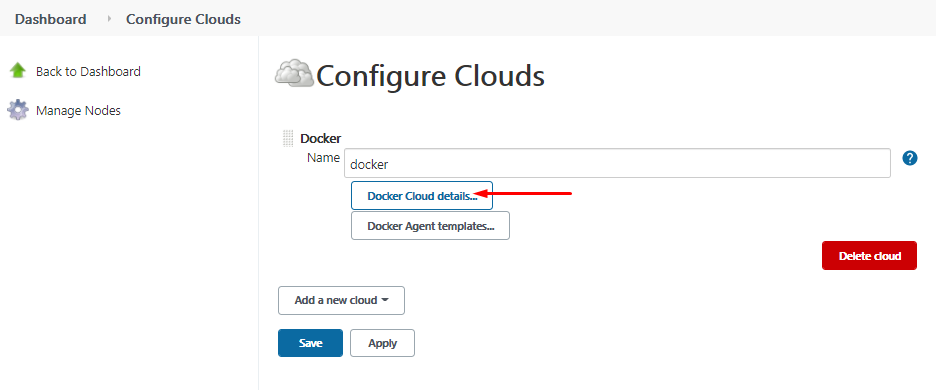 Dashboard Configure Clouds
Back to Dashboard
Manage Nodes
Configure Clouds
Docker
Name docker ?
Docker Cloud details...
Docker Agent templates...
Delete cloud
Add a new cloud
Save Apply